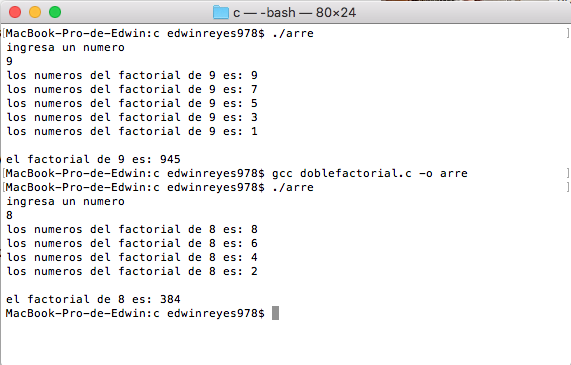 c — -bash — 80×24
[MacBook-Pro-de-Edwin:c edwinreyes978$ ./arre ]
ingresa un numero
9
los numeros del factorial de 9 es: 9
los numeros del factorial de 9 es: 7
los numeros del factorial de 9 es: 5
los numeros del factorial de 9 es: 3
los numeros del factorial de 9 es: 1
el factorial de 9 es: 945
[MacBook-Pro-de-Edwin:c edwinreyes978$ gcc doblefactorial.c -o arre ]
[MacBook-Pro-de-Edwin:c edwinreyes978$ ./arre ]
ingresa un numero
8
los numeros del factorial de 8 es: 8
los numeros del factorial de 8 es: 6
los numeros del factorial de 8 es: 4
los numeros del factorial de 8 es: 2
el factorial de 8 es: 384
MacBook-Pro-de-Edwin:c edwinreyes978$